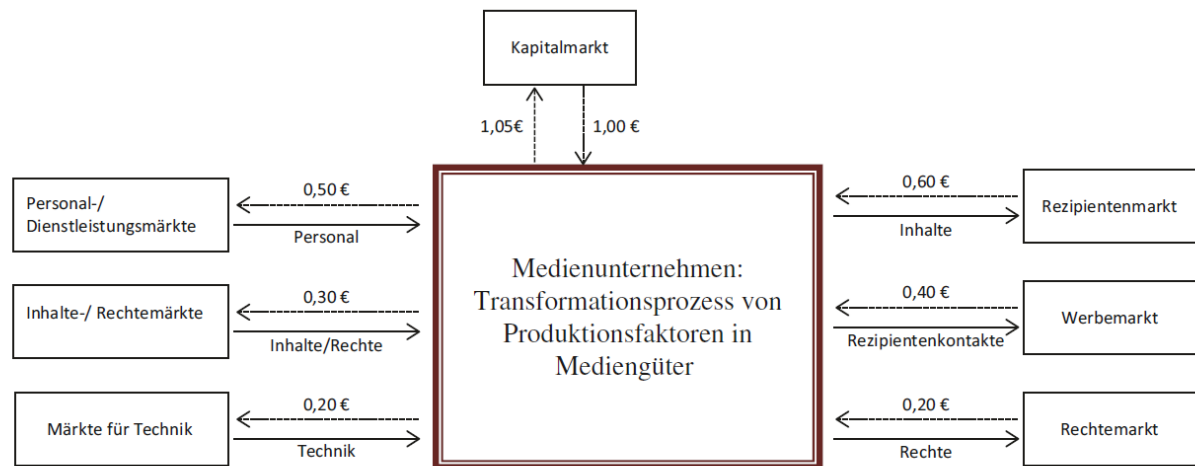 Kapitalmarkt
1,05€
1,00 €
Personal-/
Dienstleistungsmärkte
0,50 €
Personal
Inhalte-/ Rechtemärkte
0,30 €
Inhalte/Rechte
Märkte für Technik
0,20 €
Technik
Medienunternehmen:
Transformationsprozess von
Produktionsfaktoren in
Mediengüter
0,60 €
Inhalte
Rezipientenmarkt
0,40 €
Rezipientenkontakte
Werbemarkt
0,20 €
Rechte
Rechtemarkt